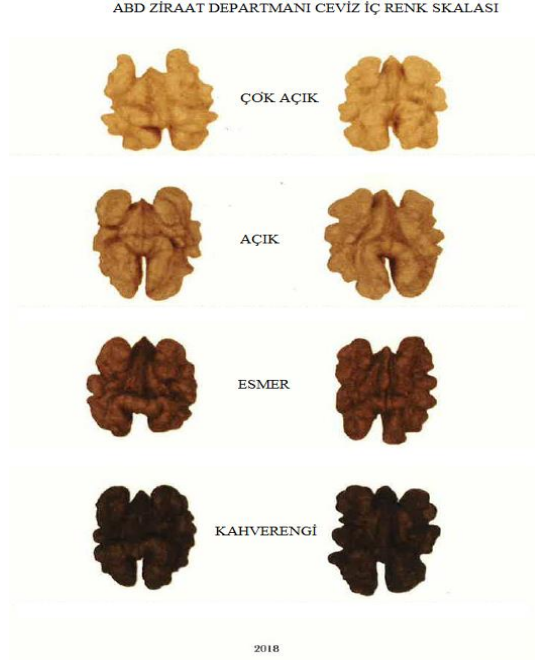 ABD ZİRAAT DEPARTMANI CEVİZ İÇ RENK SKALASI
ÇOK AÇIK
AÇIK
ESMER
KAHVERENGİ
2018